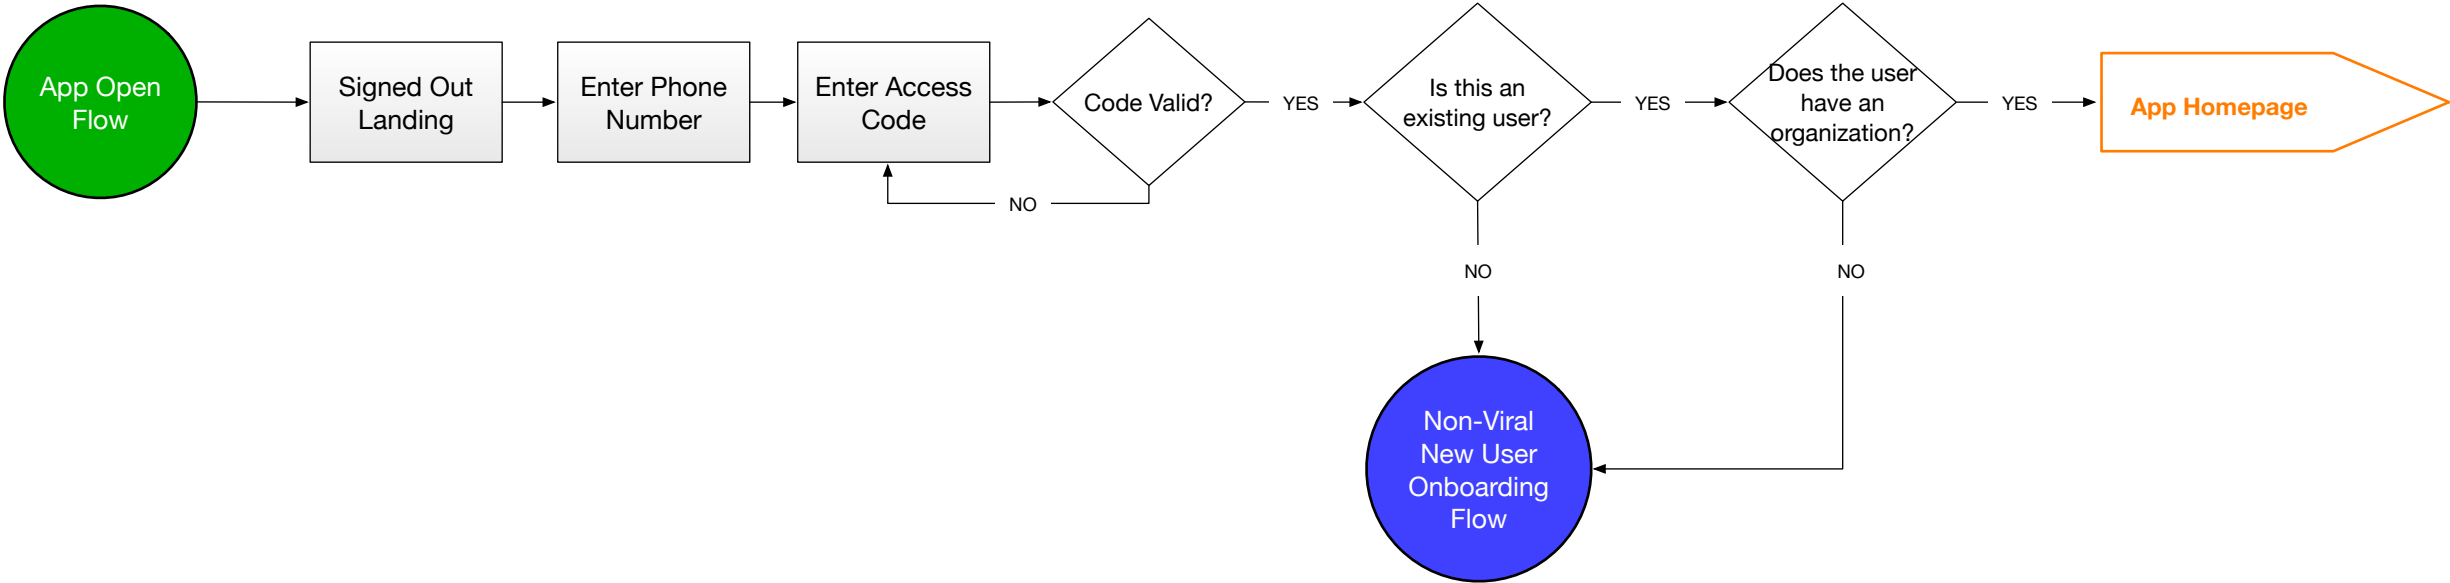 App Open
Flow
Signed Out
Landing
Enter Phone
Number
Enter Access
Code
Code Valid?
YES
Is this an
existing user?
YES
Does the user
have an
organization?
YES
App Homepage
NO
NO
NO
Non-Viral
New User
Onboarding
Flow